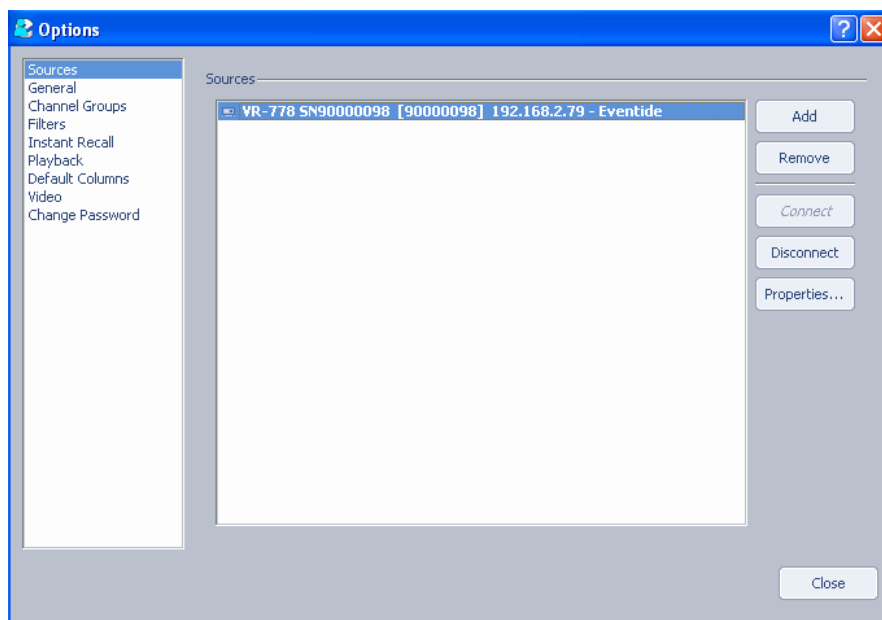 Options
Sources
General
Channel Groups
Filters
Instant Recall
Playback
Default Columns
Video
Change Password
Sources
VR-778 SN90000098 [90000098] 192.168.2.79 - Eventide
Add
Remove
Connect
Disconnect
Properties...
Close